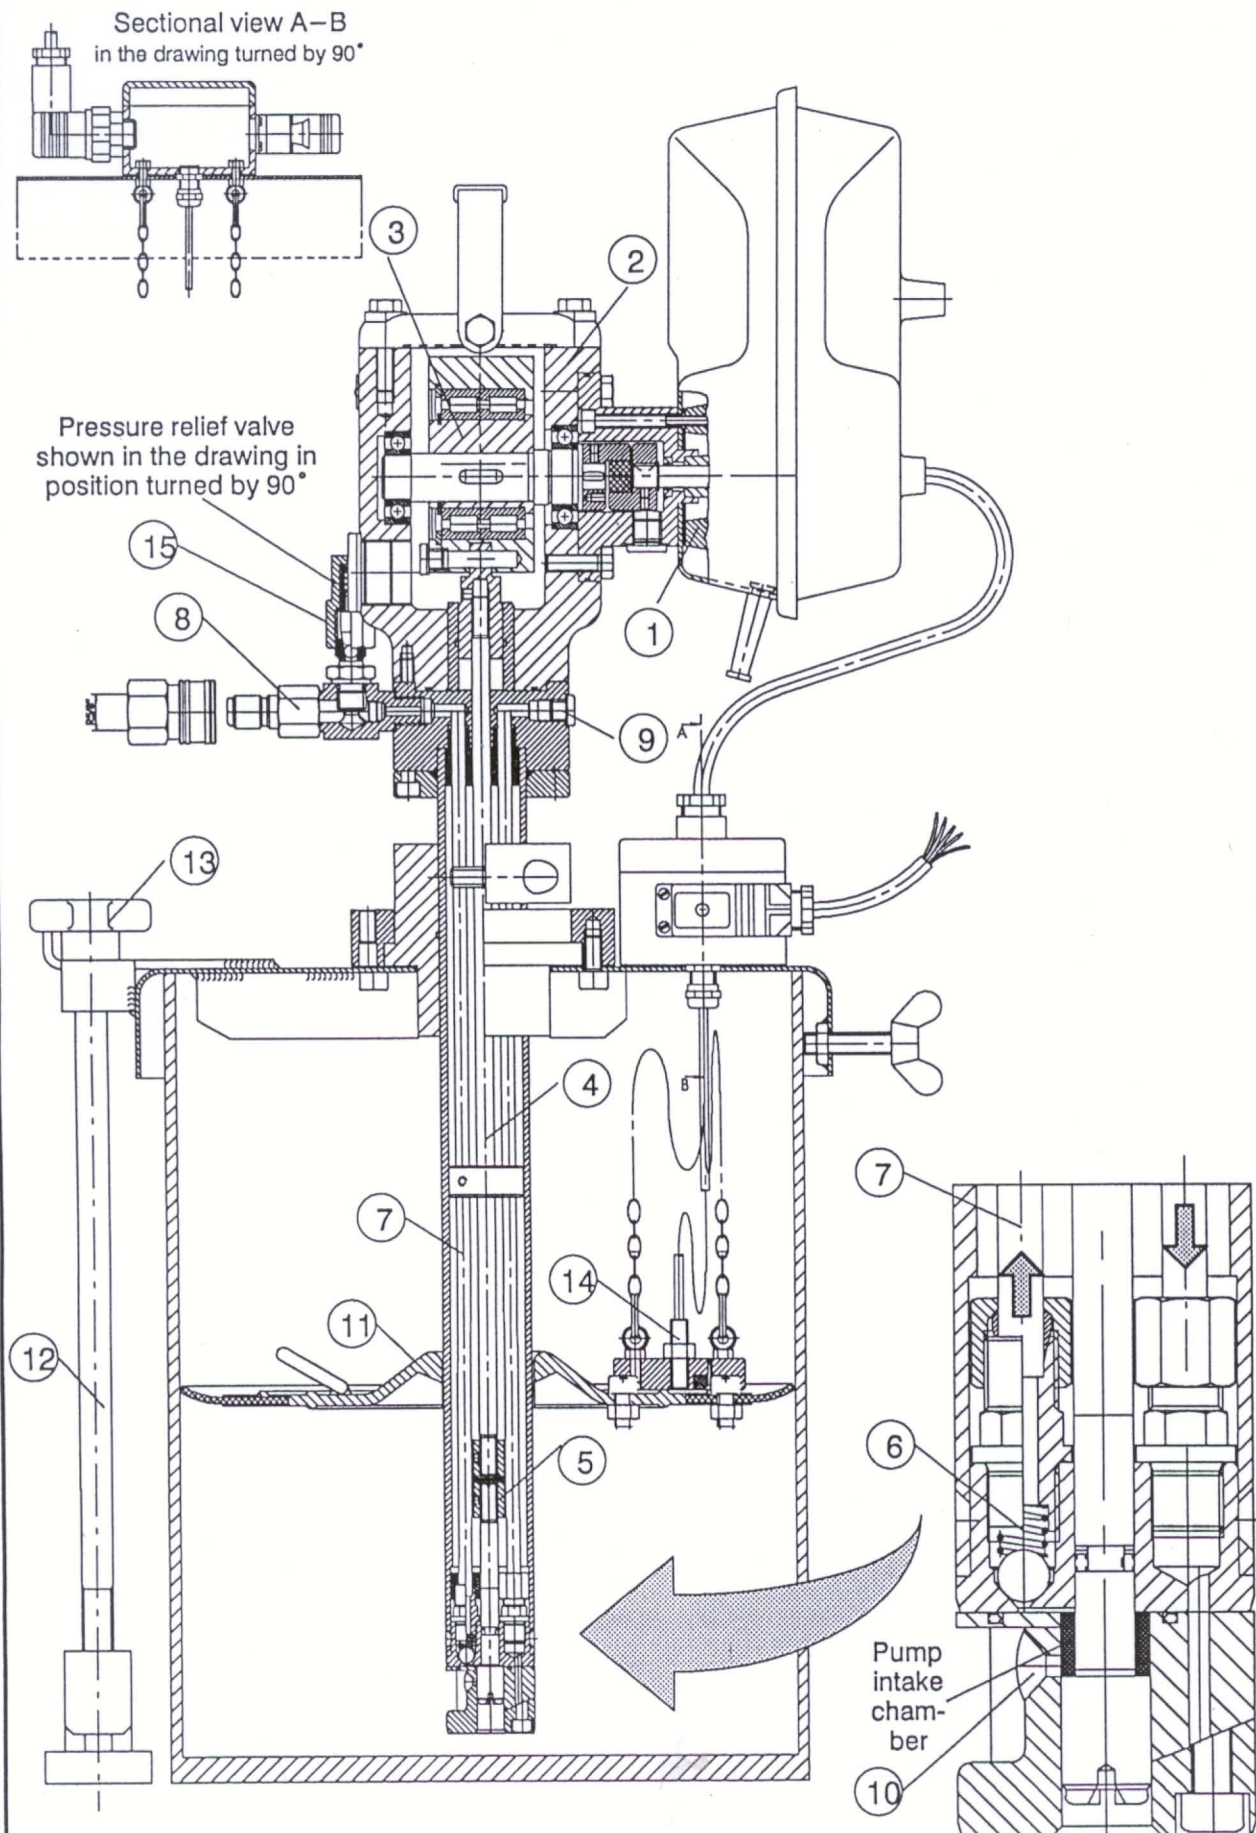 Sectional view A–B
in the drawing turned by 90°
3
2
Pressure relief valve
shown in the drawing in
position turned by 90°
15
8
1
9
A
13
4
B
7
7
14
11
12
5
6
Pump
intake
cham-
ber
10